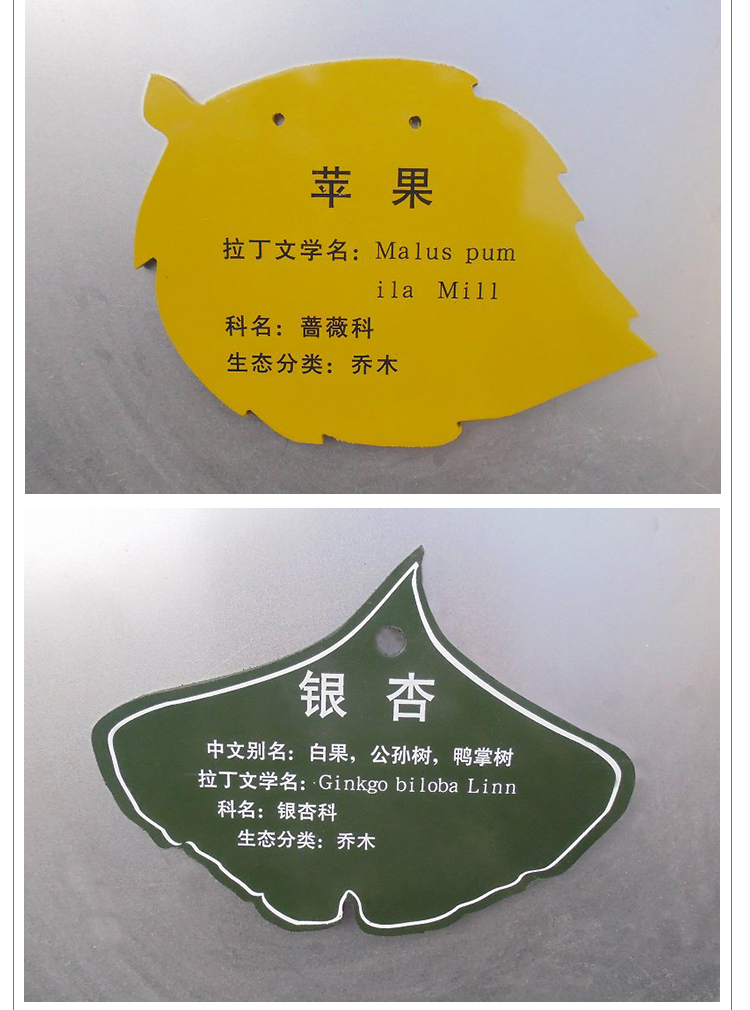 苹 果
拉丁文学名：Malus pum
ila Mill
科名：蔷薇科
生态分类：乔木
银 杏
中文别名：白果，公孙树，鸭掌树
拉丁文学名：Ginkgo biloba Linn
科名：银杏科
生态分类：乔木